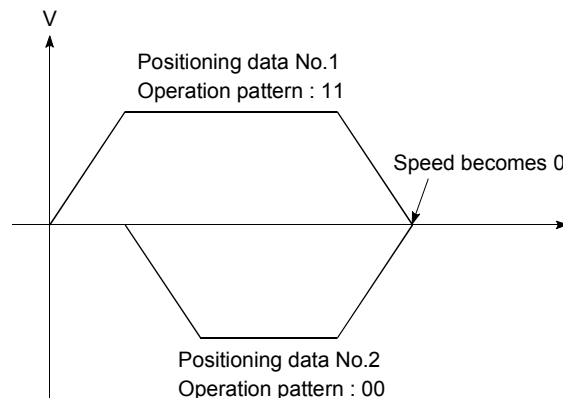 V
Positioning data No.1
Operation pattern : 11
Speed becomes 0
Positioning data No.2
Operation pattern : 00